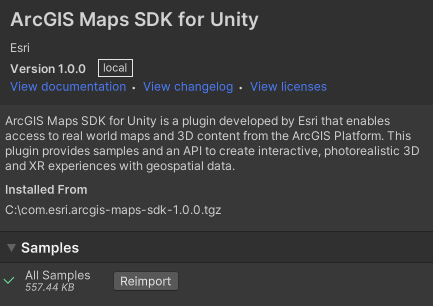 ArcGIS Maps SDK for Unity
Esri
Version 1.0.0 local
View documentation • View changelog • View licenses
ArcGIS Maps SDK for Unity is a plugin developed by Esri that enables
access to real world maps and 3D content from the ArcGIS Platform. This
plugin provides samples and an API to create interactive, photorealistic 3D
and XR experiences with geospatial data.
Installed From
C:\com.esri.arcgis-maps-sdk-1.0.0.tgz
Samples
All Samples
557.44 KB
Reimport